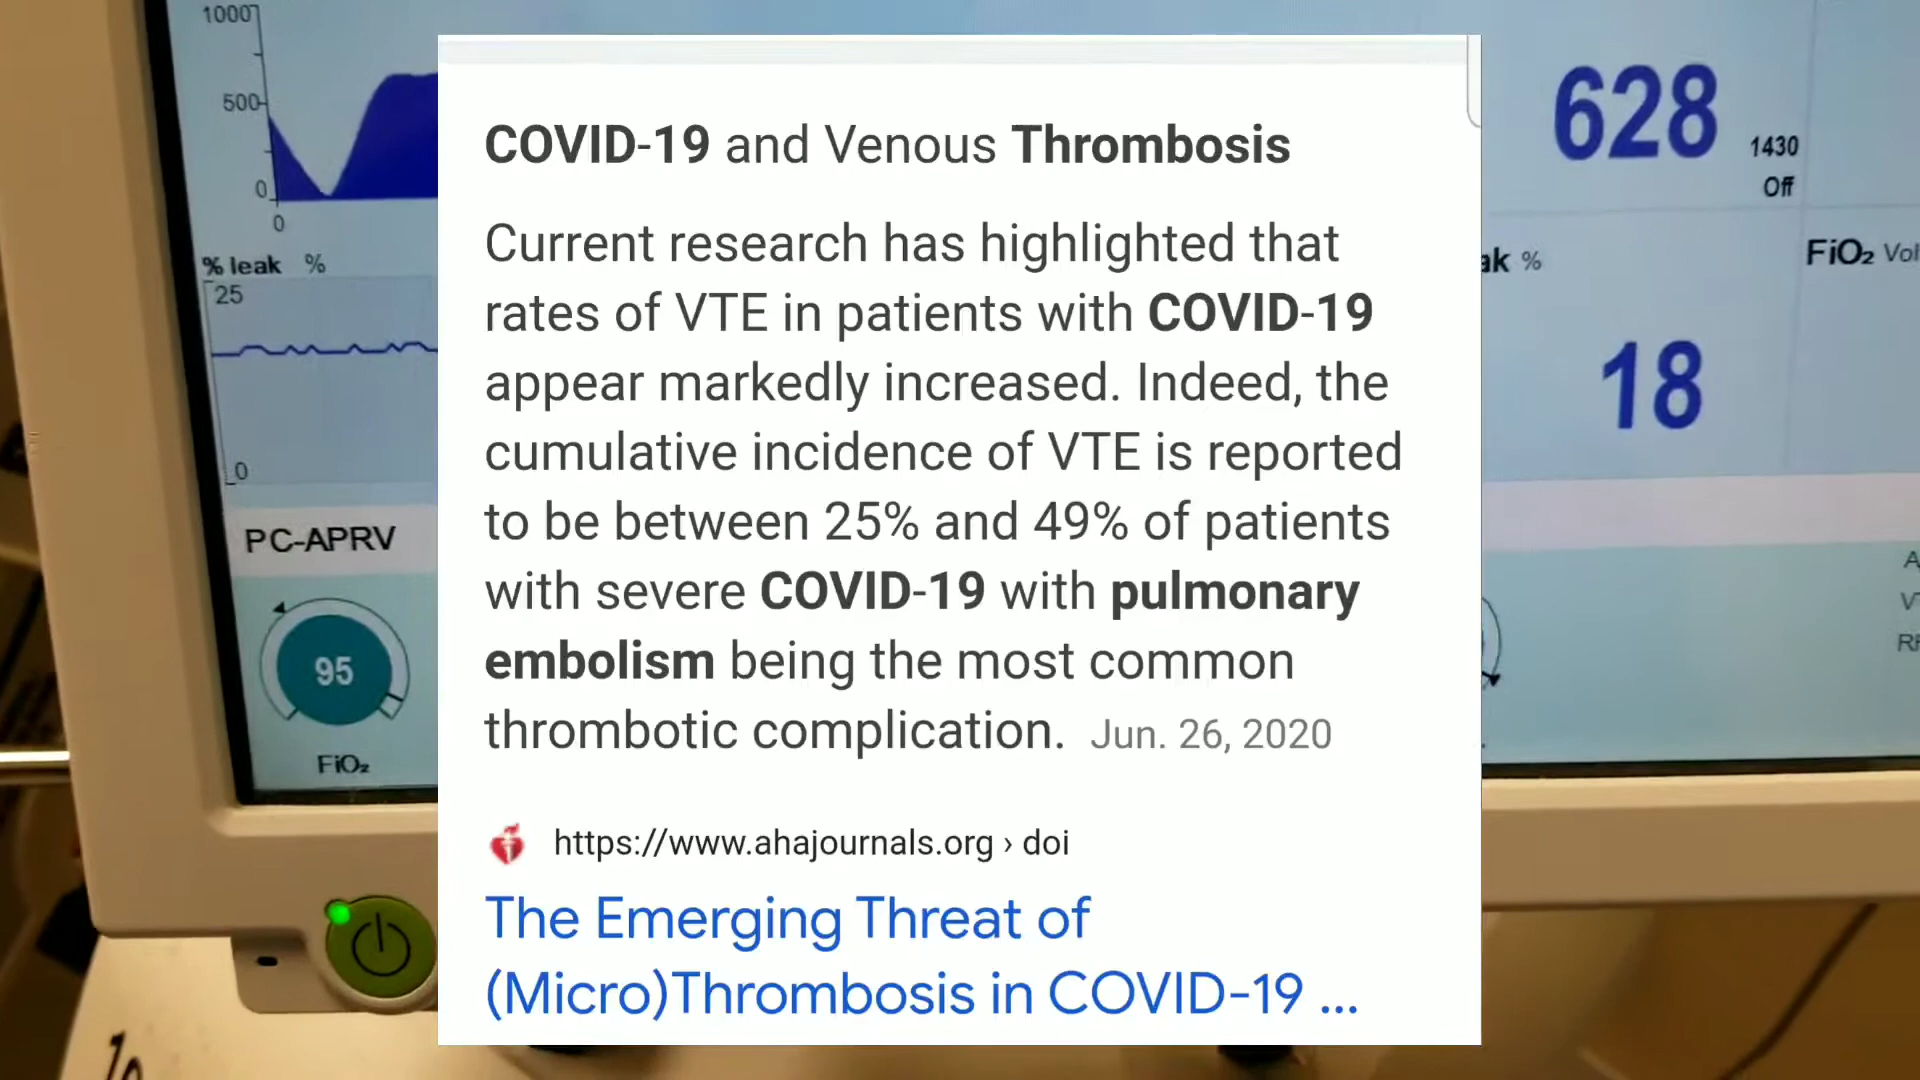 1000
500
0
0
% leak %
25
0
PC-APRV
95
FiO₂
COVID-19 and Venous Thrombosis
Current research has highlighted that
rates of VTE in patients with COVID-19
appear markedly increased. Indeed, the
cumulative incidence of VTE is reported
to be between 25% and 49% of patients
with severe COVID-19 with pulmonary
embolism being the most common
thrombotic complication. Jun. 26, 2020
https://www.ahajournals.org › doi
The Emerging Threat of
(Micro)Thrombosis in COVID-19 ...
628
1430
Off
%
FiO₂
18